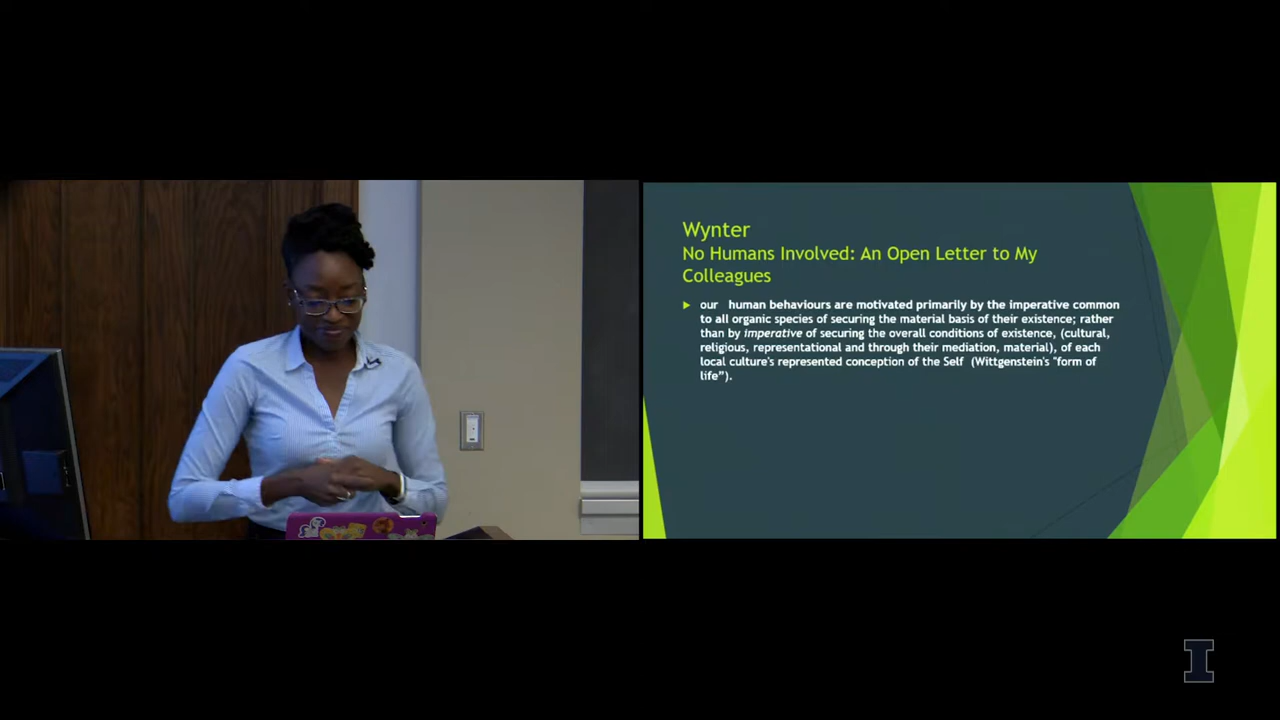 Wynter
No Humans Involved: An Open Letter to My
Colleagues
our human behaviours are motivated primarily by the imperative common
to all organic species of securing the material basis of their existence; rather
than by imperative of securing the overall conditions of existence, (cultural,
religious, representational and through their mediation, material), of each
local culture's represented conception of the Self (Wittgenstein's "form of
life").
I